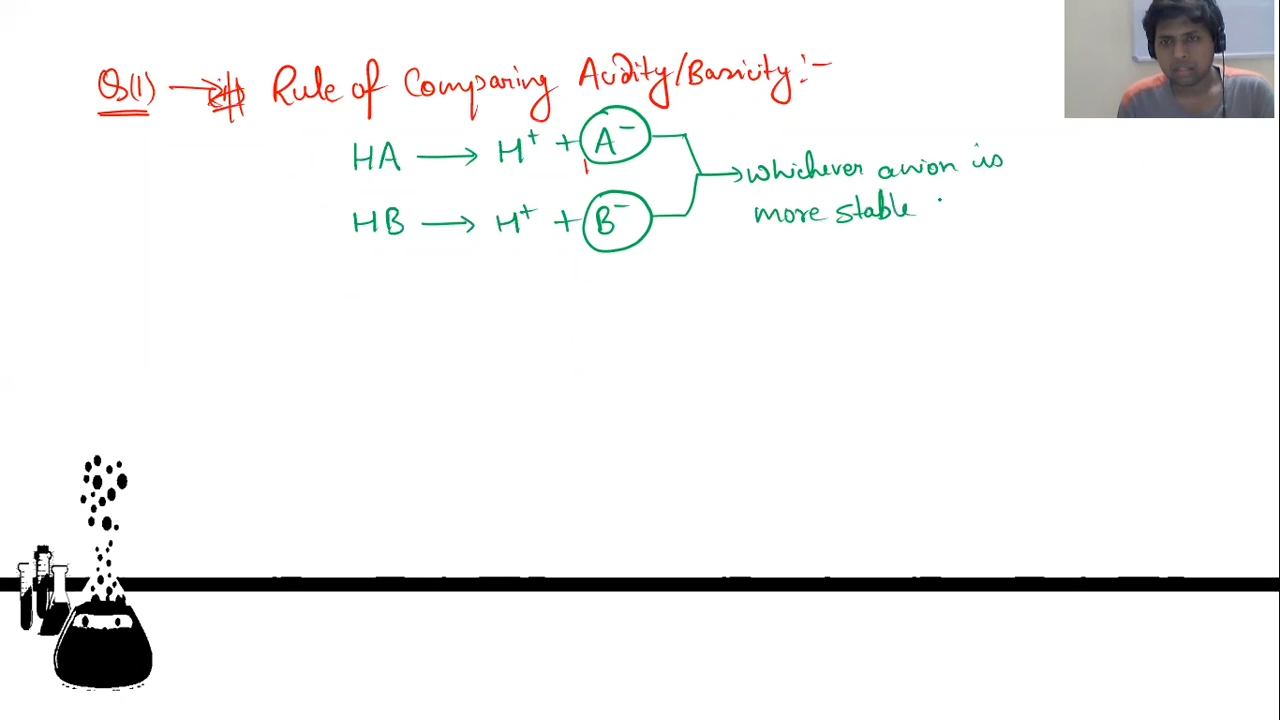 Q(1) → # Rule of Comparing Acidity/Basicity :-
HA → H⁺ + A⁻
HB → H⁺ + B⁻
whichever anion is
more stable